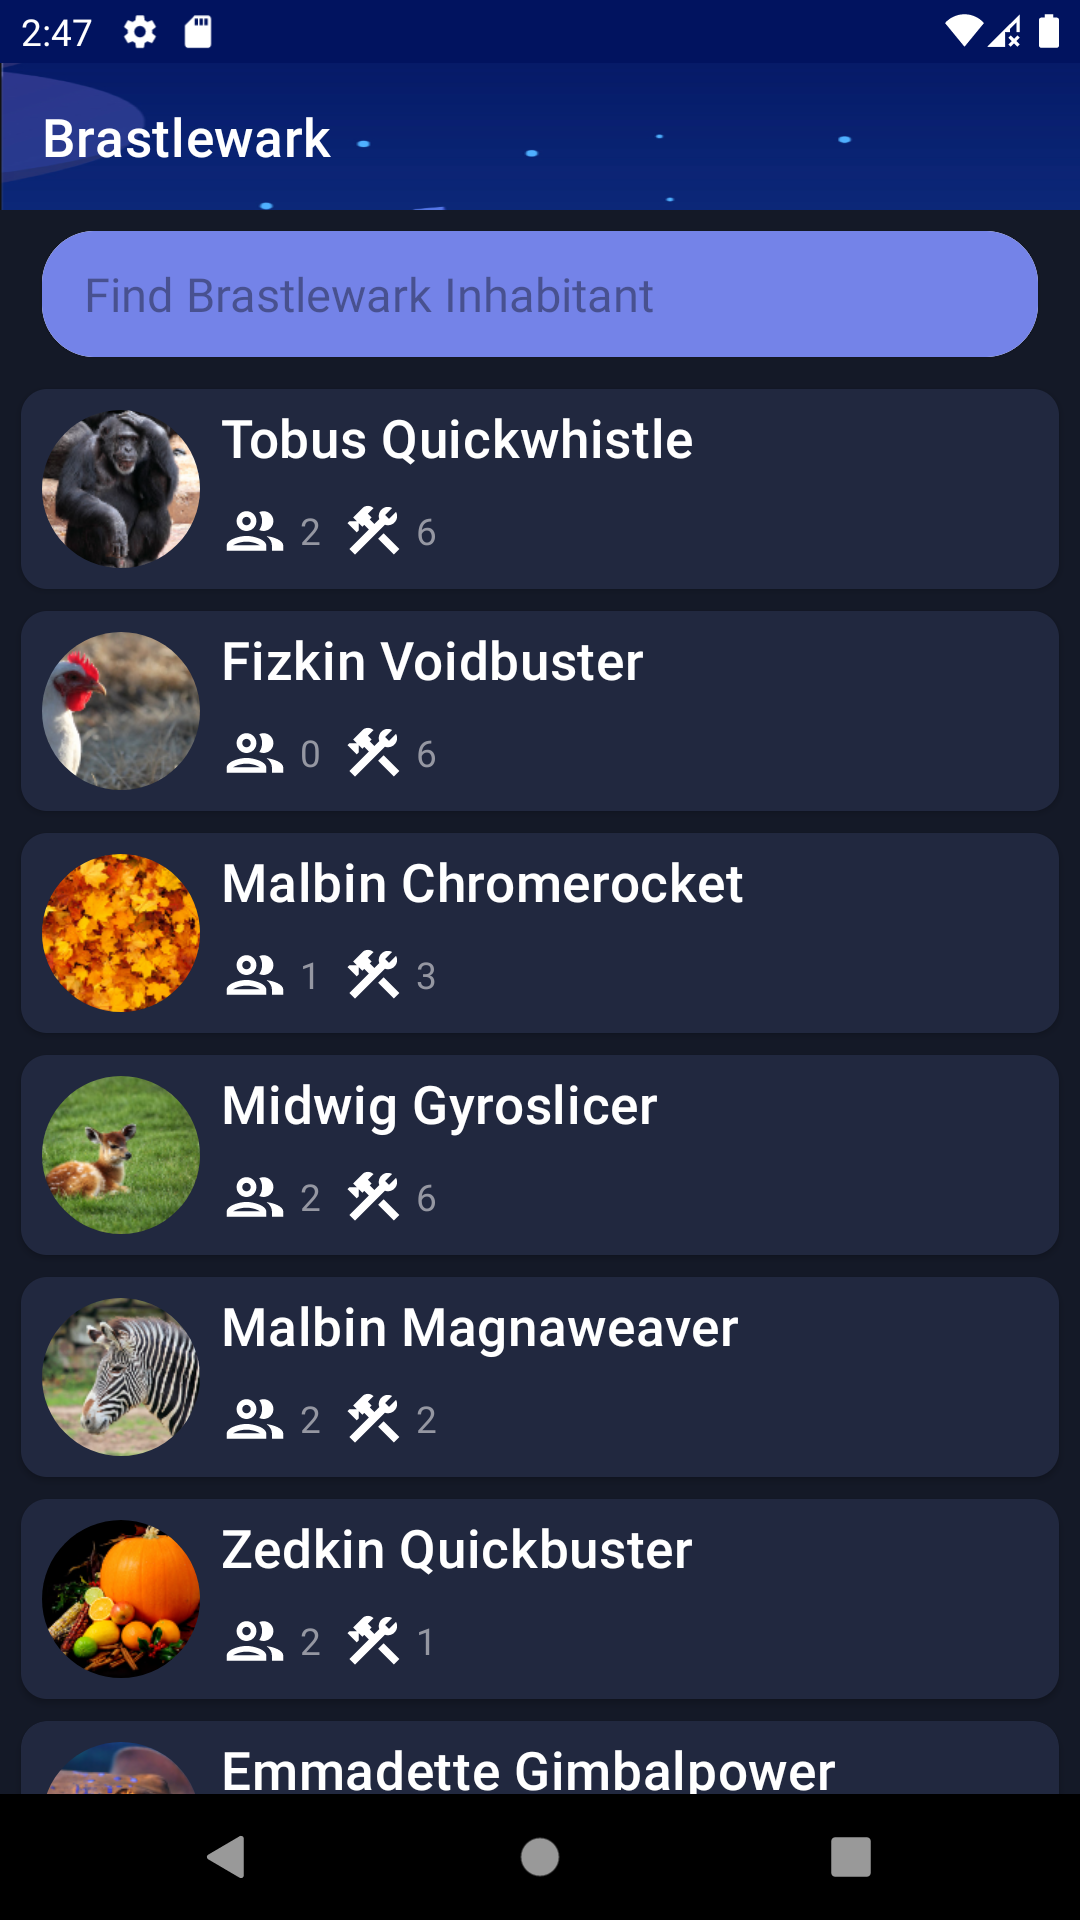 2:47
Brastlewark
Find Brastlewark Inhabitant
Tobus Quickwhistle
2 6
Fizkin Voidbuster
0 6
Malbin Chromerocket
1 3
Midwig Gyroslicer
2 6
Malbin Magnaweaver
2 2
Zedkin Quickbuster
2 1
Emmadette Gimbalpower